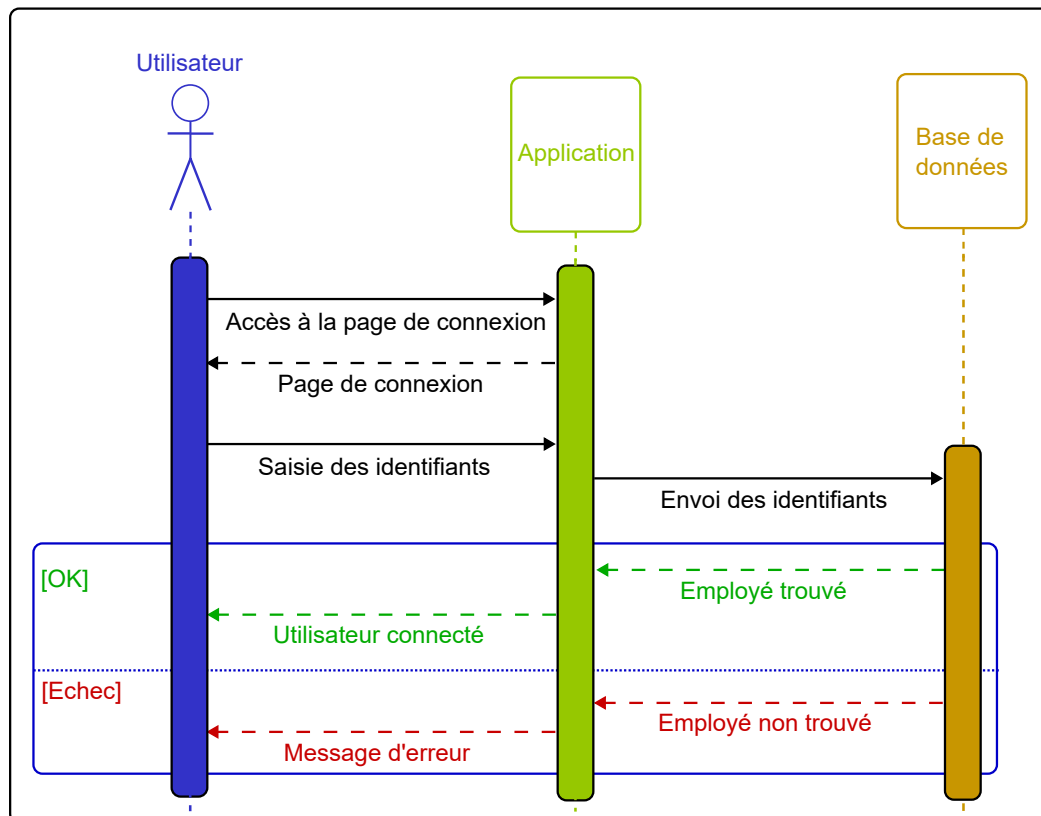 Utilisateur
Application
Base de
données
Accès à la page de connexion
Page de connexion
Saisie des identifiants
Envoi des identifiants
[OK]
Employé trouvé
Utilisateur connecté
[Echec]
Employé non trouvé
Message d'erreur